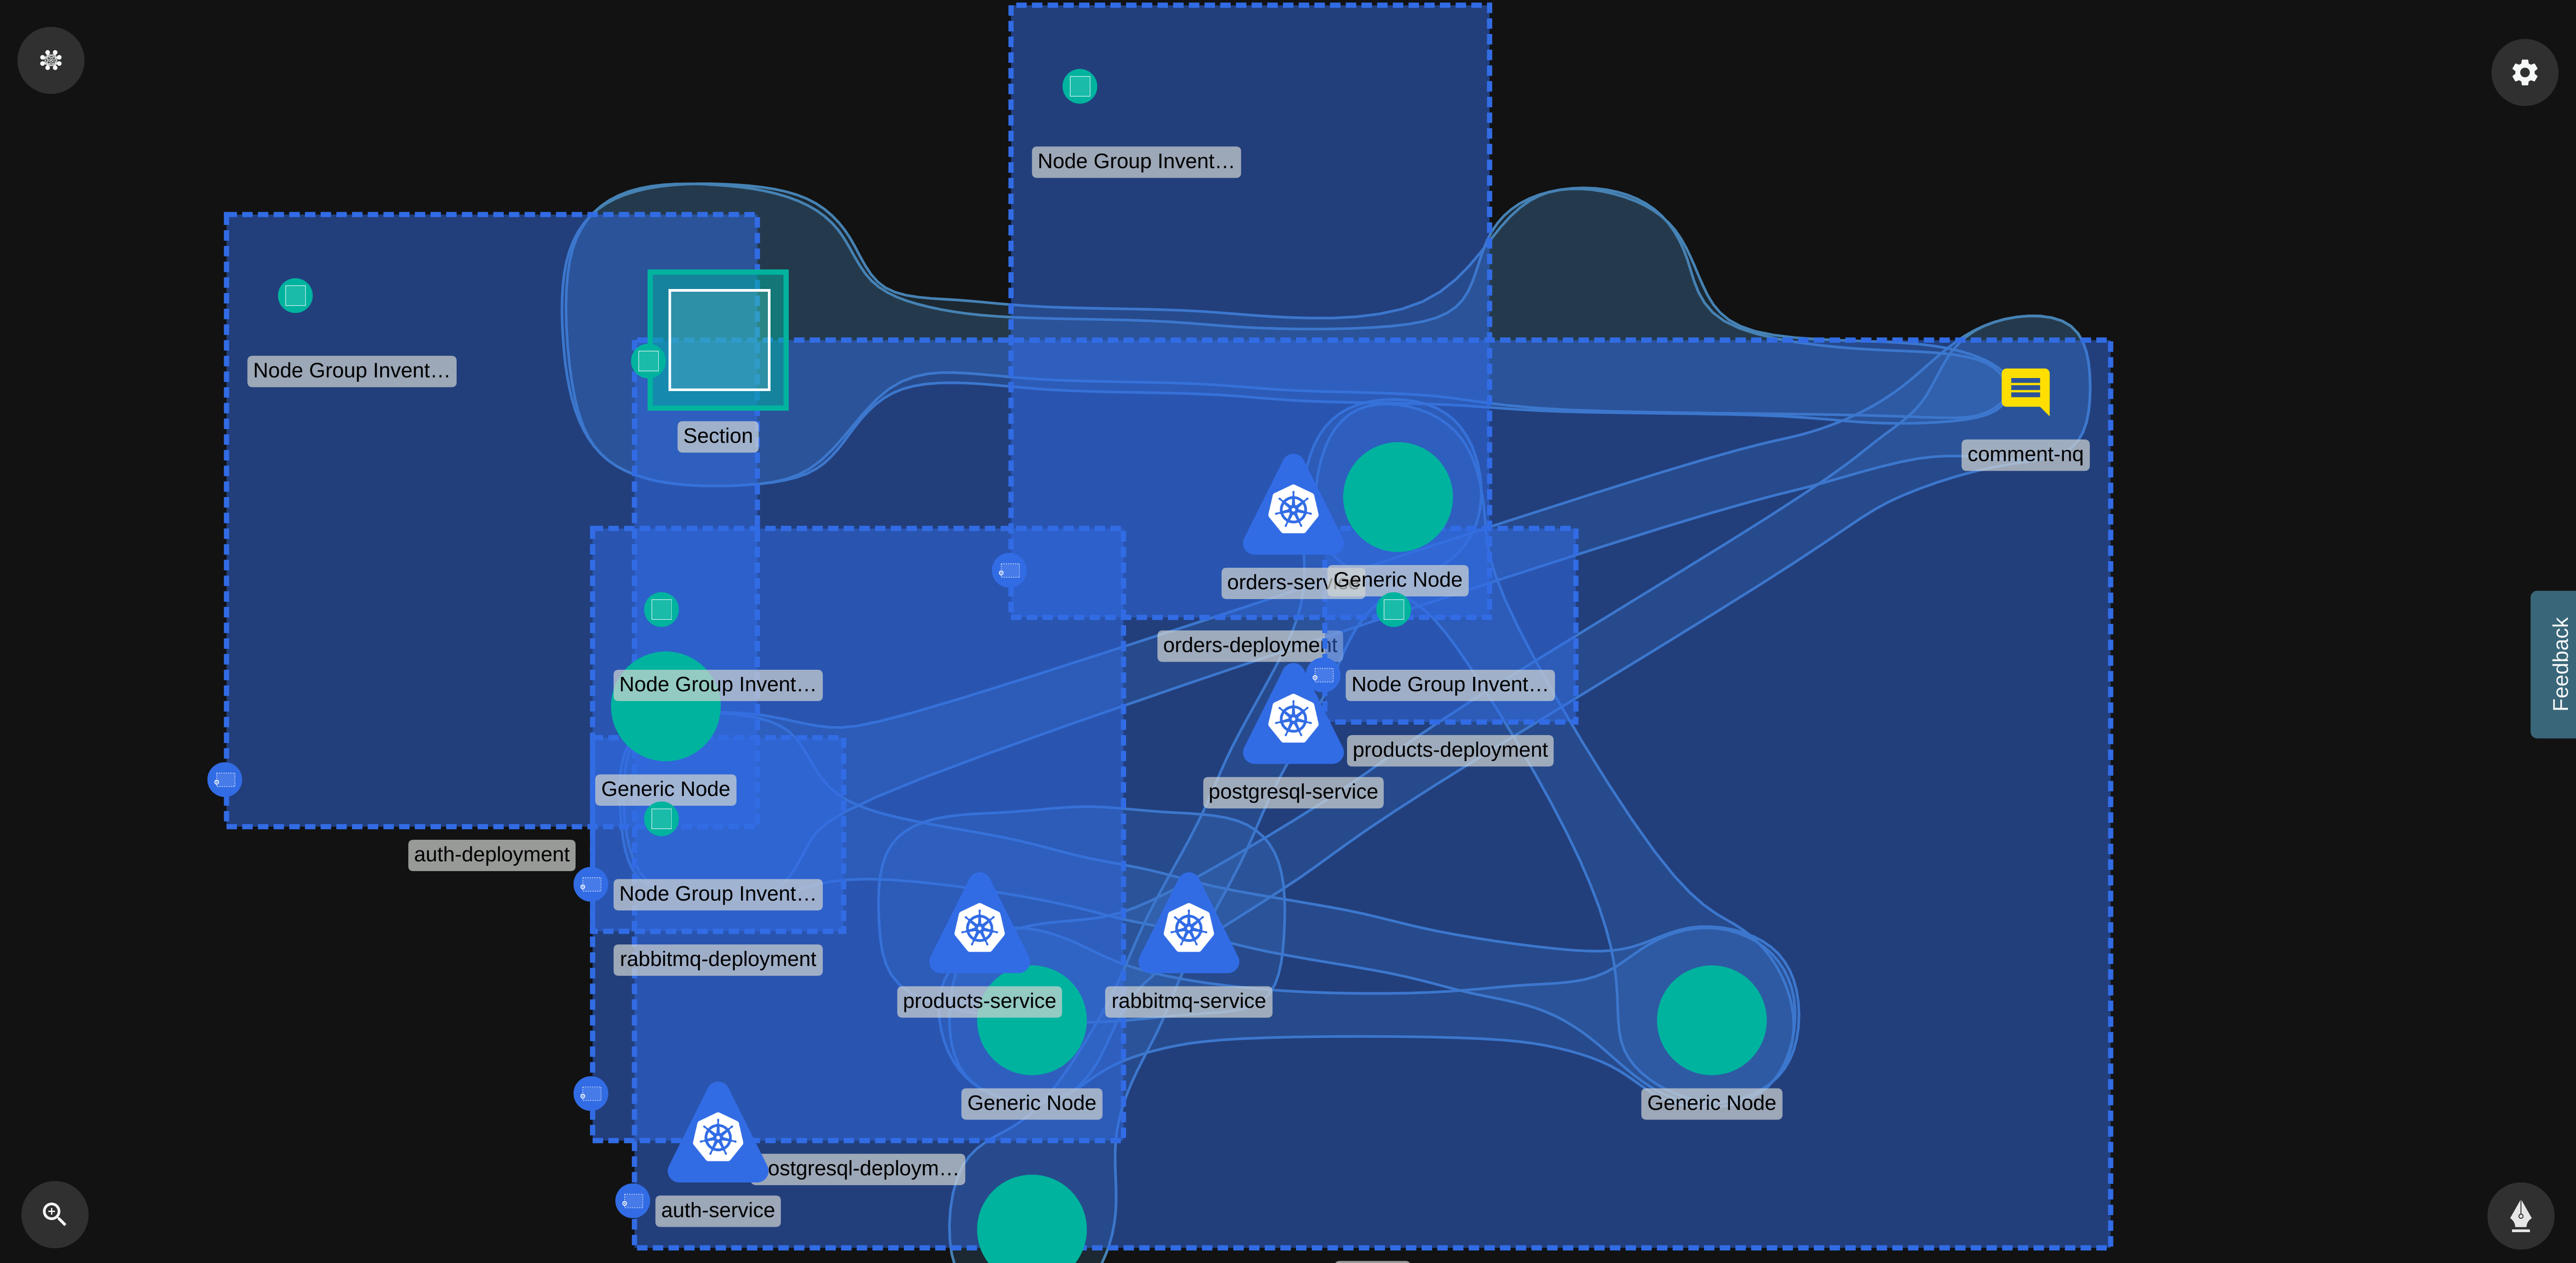 Node Group Invent…
Node Group Invent…
Section
comment-nq
orders-service
Generic Node
orders-deployment
Node Group Invent…
Node Group Invent…
products-deployment
Generic Node
postgresql-service
auth-deployment
Node Group Invent…
rabbitmq-deployment
products-service
rabbitmq-service
Generic Node
Generic Node
ostgresql-deploym…
auth-service
Feedback